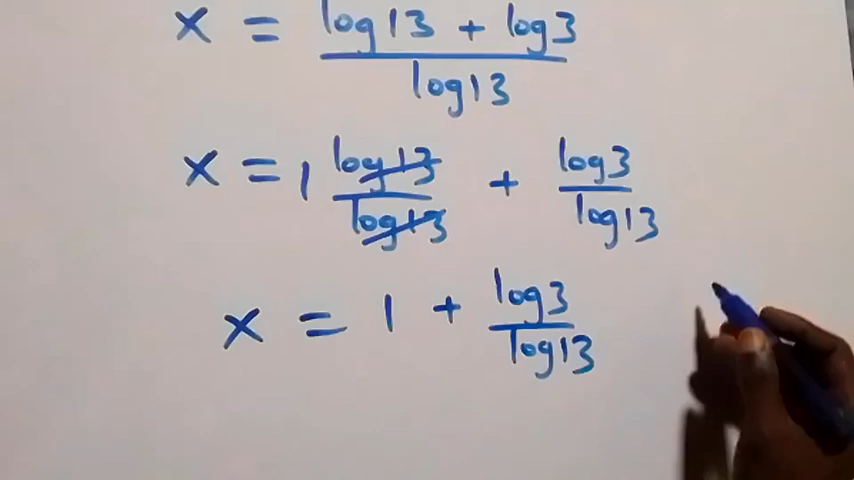 x = (log13 + log3) / log13
x = 1 log13/log13 + log3/log13
x = 1 + log3/log13